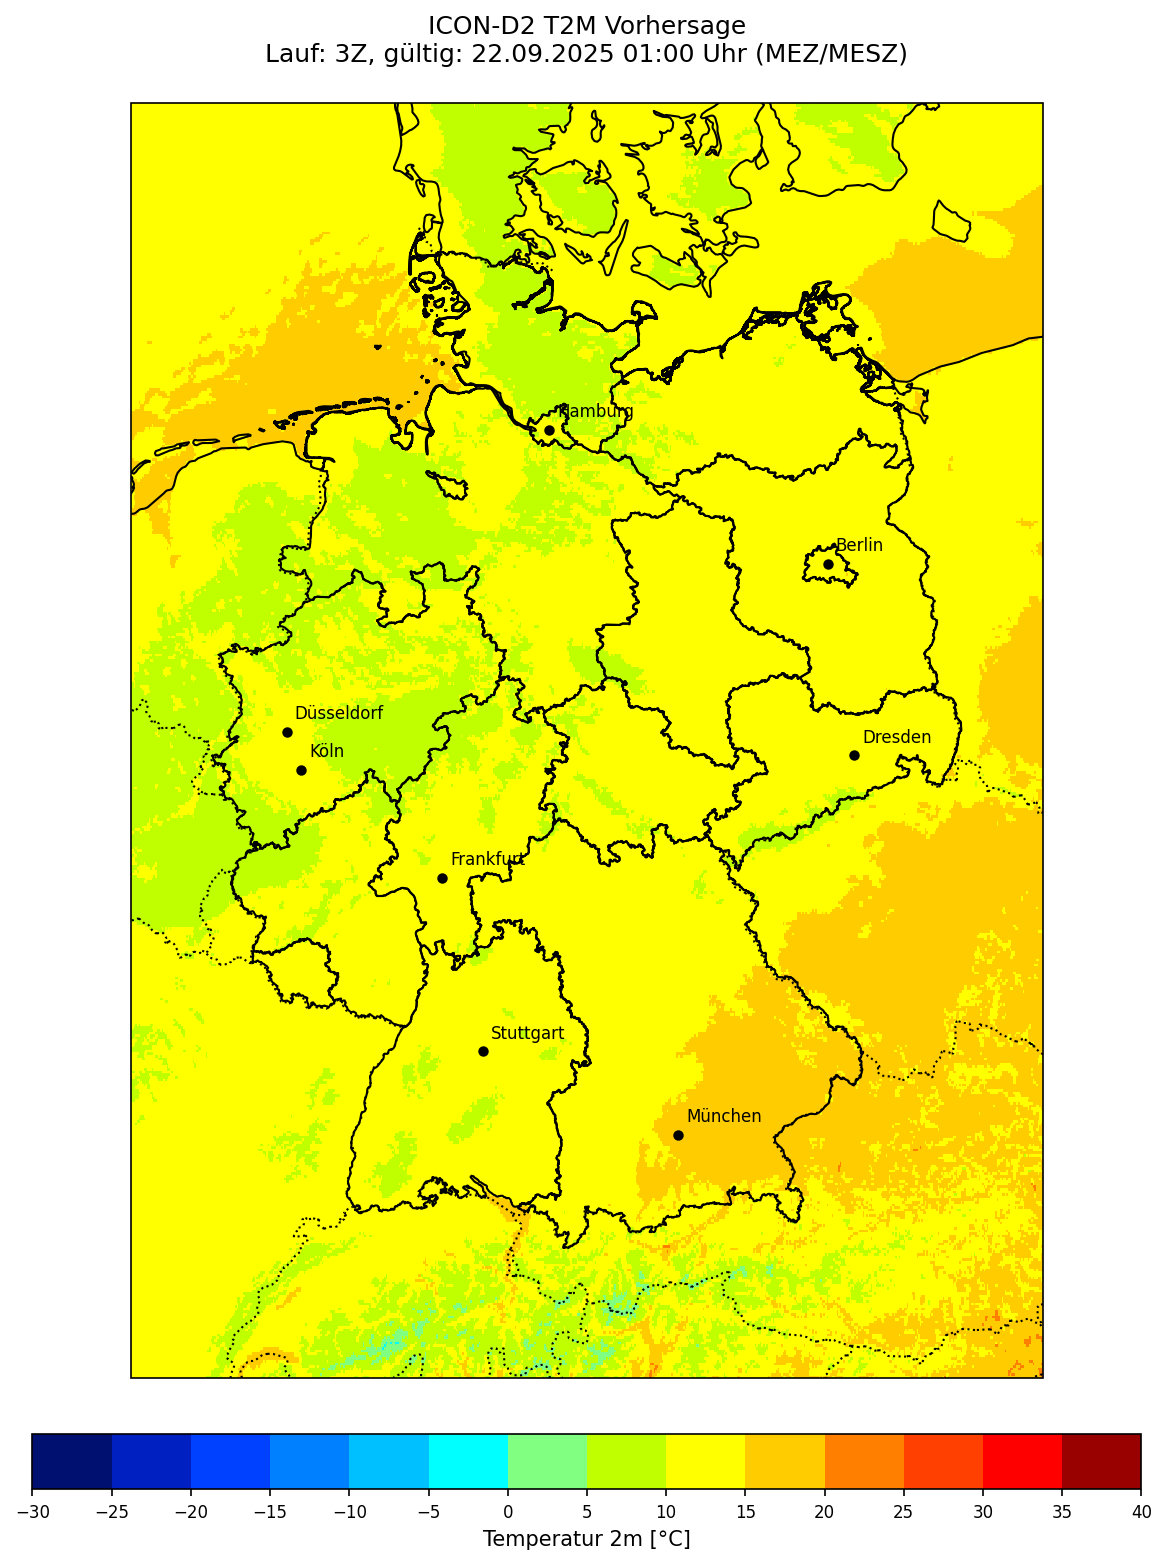 ICON-D2 T2M Vorhersage
Lauf: 3Z, gültig: 22.09.2025 01:00 Uhr (MEZ/MESZ)
Hamburg
Berlin
Düsseldorf
Dresden
Köln
Frankfurt
Stuttgart
München
−30 −25 −20 −15 −10 −5 0 5 10 15 20 25 30 35 40
Temperatur 2m [°C]